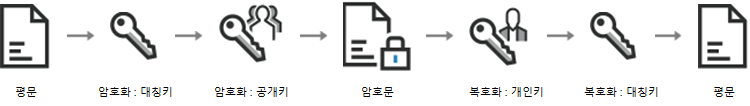 평문
암호화 : 대칭키
암호화 : 공개키
암호문
복호화 : 개인키
복호화 : 대칭키
평문